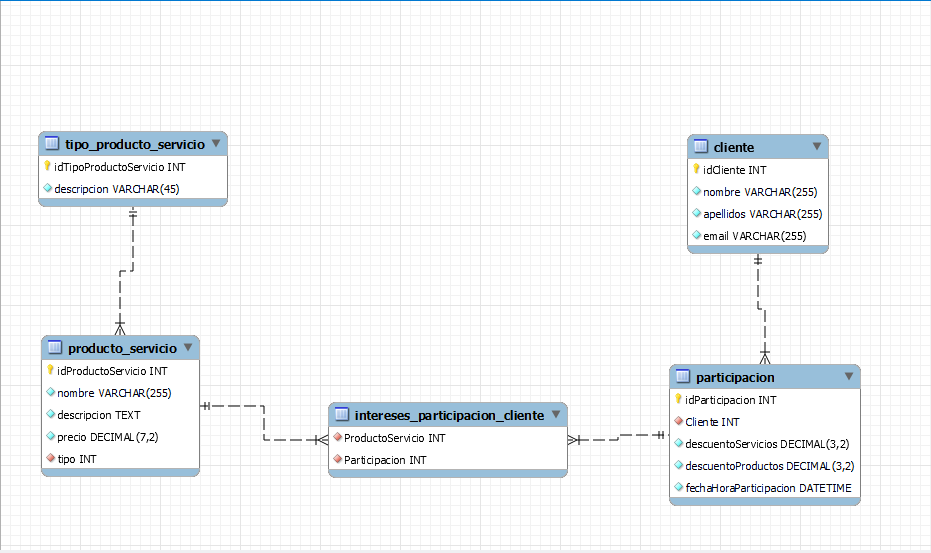 tipo_producto_servicio
idTipoProductoServicio INT
descripcion VARCHAR(45)
cliente
idCliente INT
nombre VARCHAR(255)
apellidos VARCHAR(255)
email VARCHAR(255)
producto_servicio
idProductoServicio INT
nombre VARCHAR(255)
descripcion TEXT
precio DECIMAL(7,2)
tipo INT
intereses_participacion_cliente
ProductoServicio INT
Participacion INT
participacion
idParticipacion INT
Cliente INT
descuentoServicios DECIMAL(3,2)
descuentoProductos DECIMAL(3,2)
fechaHoraParticipacion DATETIME